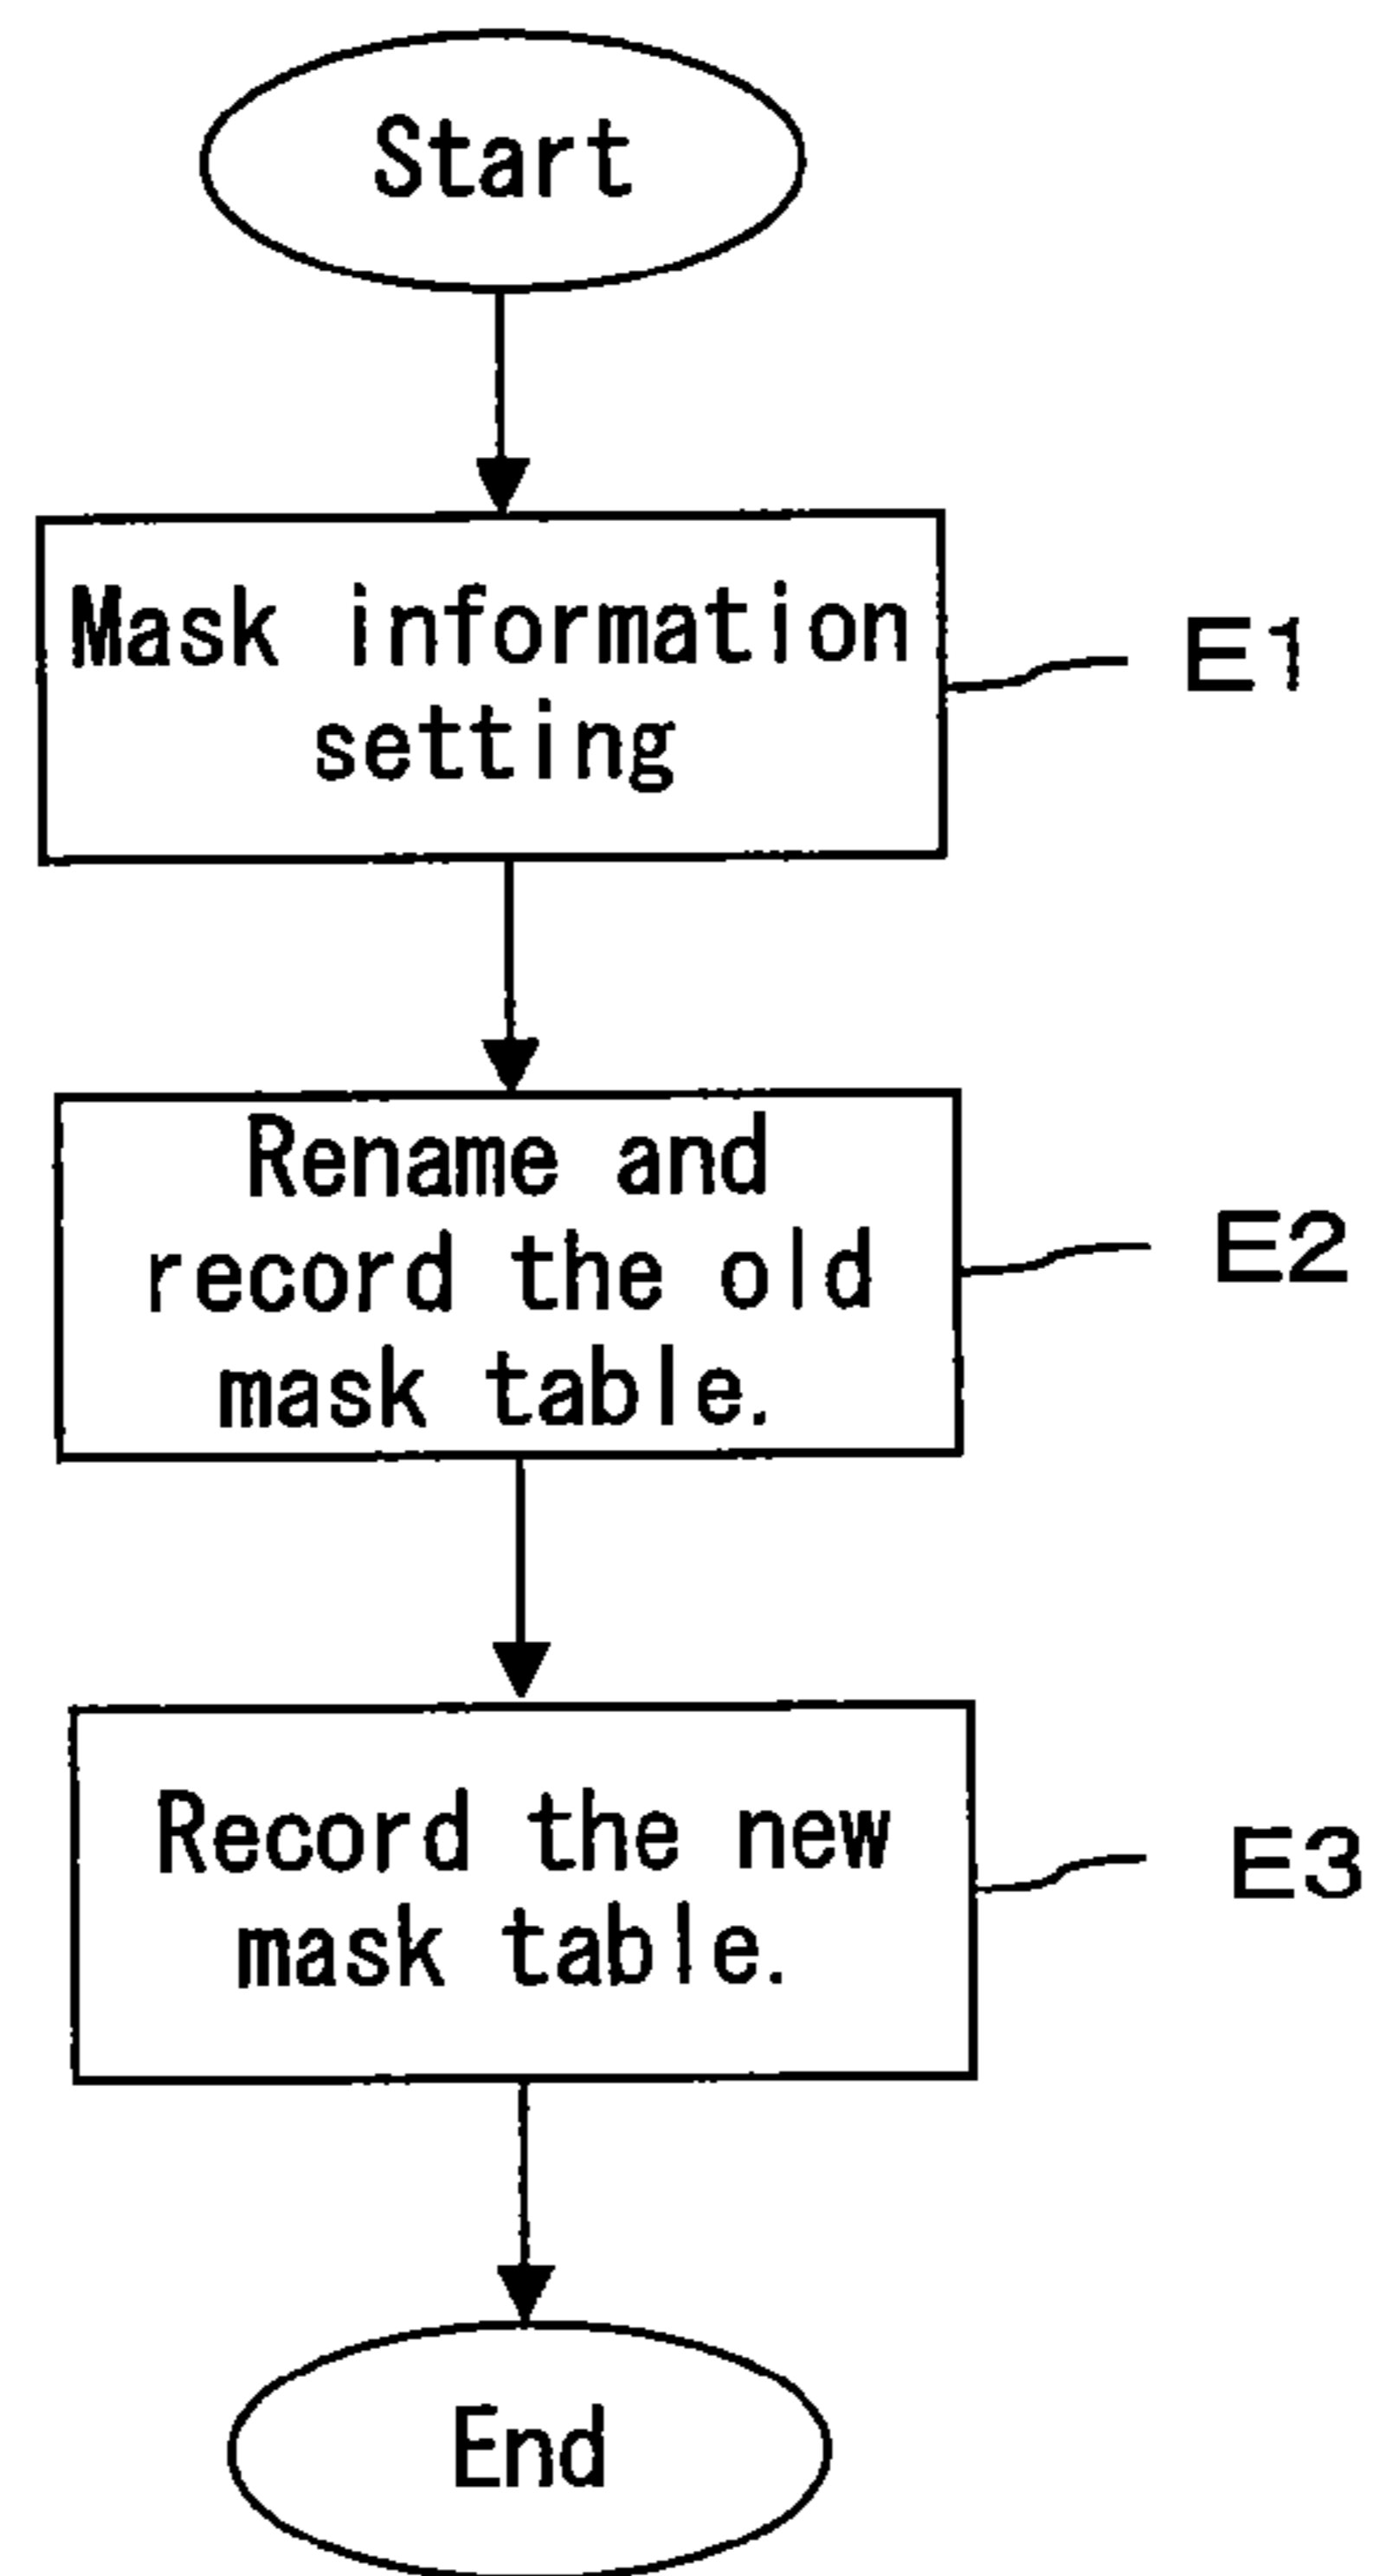 Start
Mask information
setting
E1
Rename and
record the old
mask table.
E2
Record the new
mask table.
E3
End